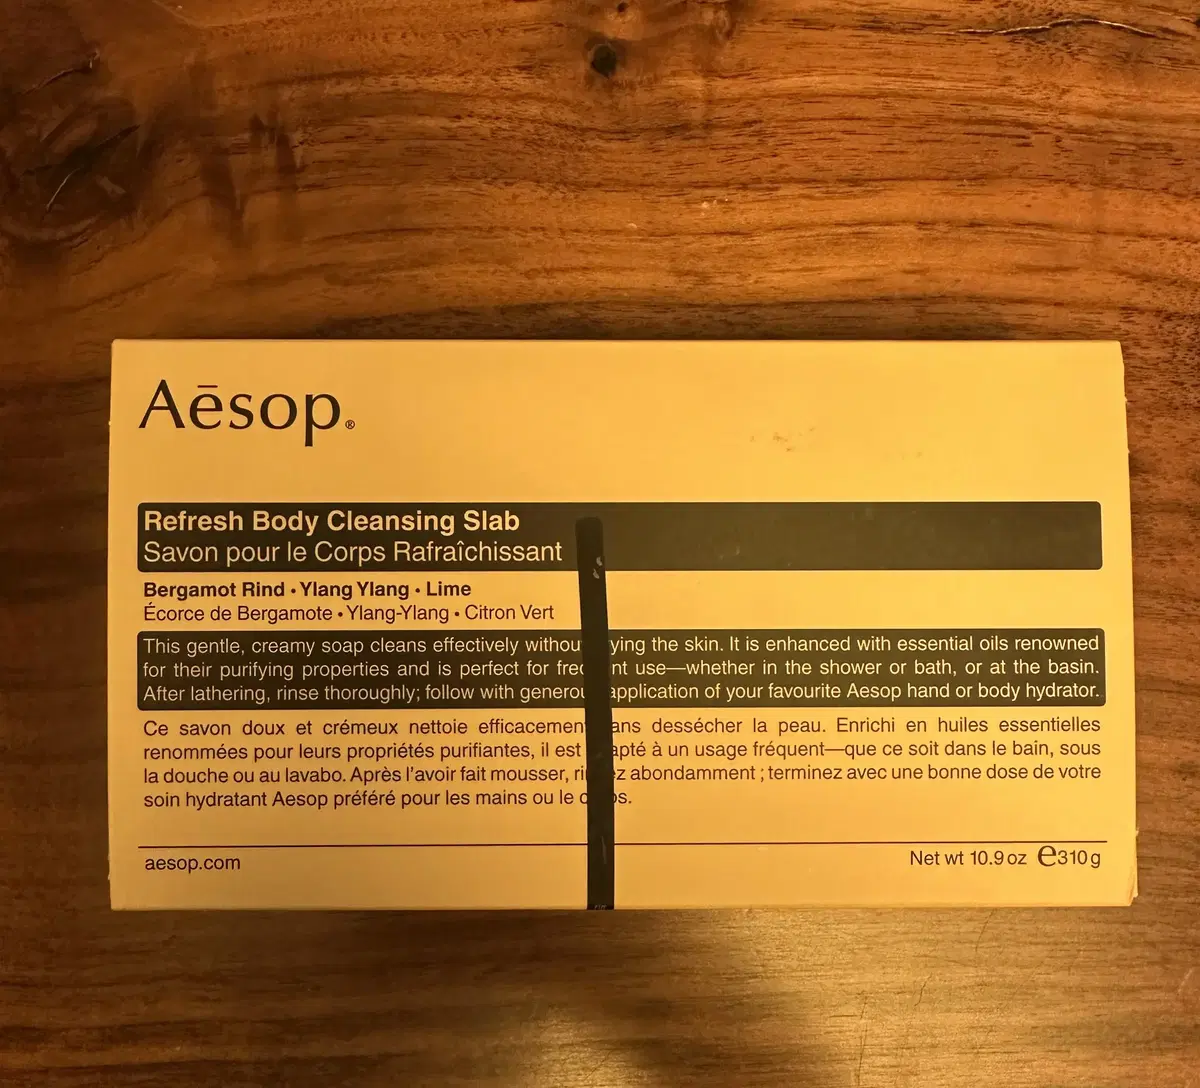 Aēsop®
Refresh Body Cleansing Slab
Savon pour le Corps Rafraîchissant
Bergamot Rind • Ylang Ylang • Lime
Écorce de Bergamote • Ylang-Ylang • Citron Vert
This gentle, creamy soap cleans effectively withou ying the skin. It is enhanced with essential oils renowned
for their purifying properties and is perfect for fre nt use—whether in the shower or bath, or at the basin.
After lathering, rinse thoroughly; follow with genero application of your favourite Aesop hand or body hydrator.
Ce savon doux et crémeux nettoie efficacemen ans dessécher la peau. Enrichi en huiles essentielles
renommées pour leurs propriétés purifiantes, il est apté à un usage fréquent—que ce soit dans le bain, sous
la douche ou au lavabo. Après l'avoir fait mousser, ri z abondamment ; terminez avec une bonne dose de votre
soin hydratant Aesop préféré pour les mains ou le c ps.
aesop.com
Net wt 10.9 oz ℮310 g